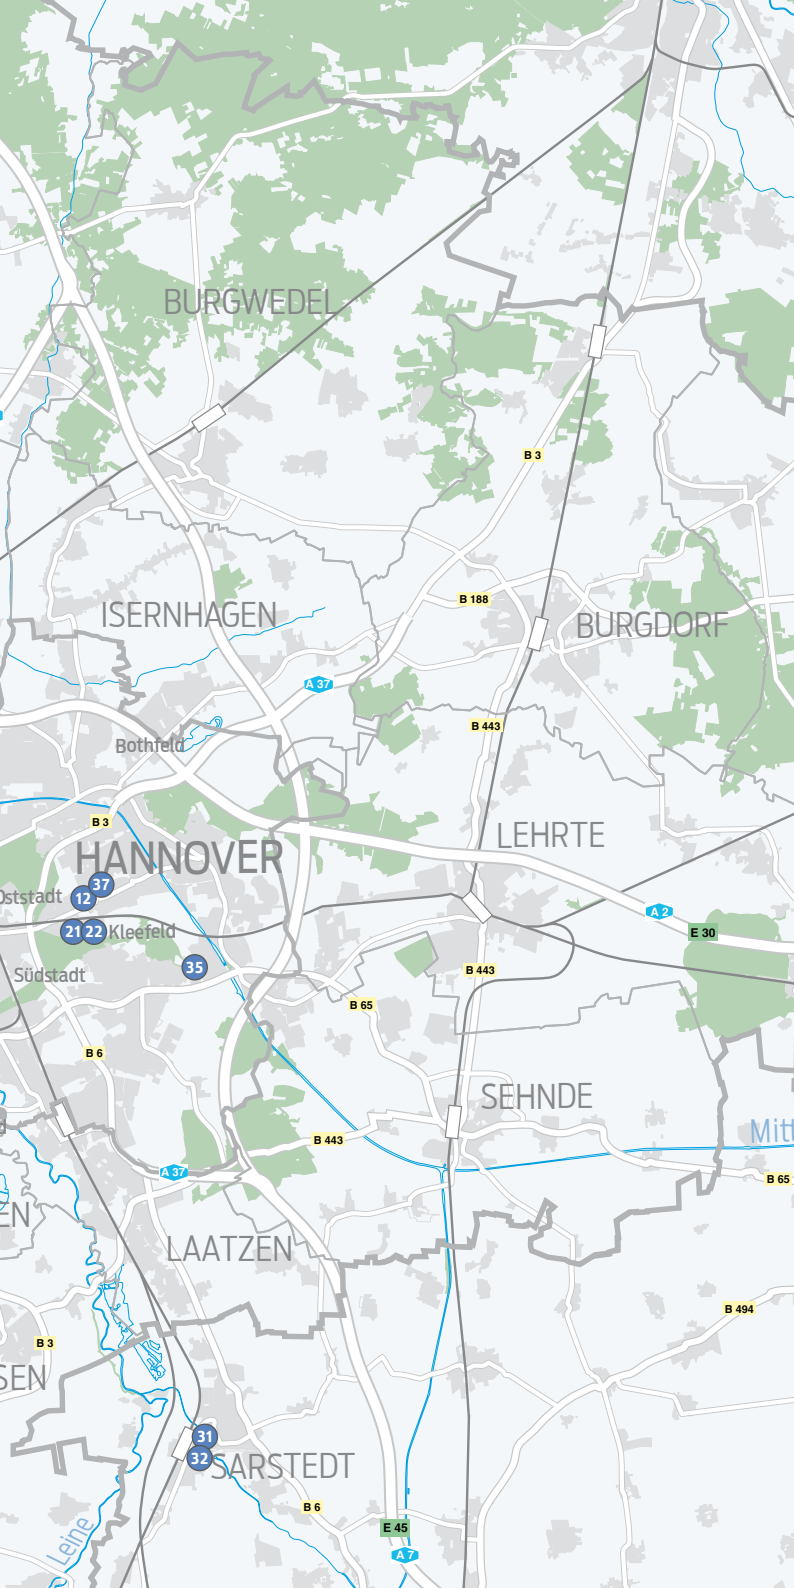 BURGWEDEL
B 3
B 188
ISERNHAGEN
BURGDORF
A 37
B 443
Bothfeld
B 3
LEHRTE
HANNOVER
37
Oststadt
12
A 2
E 30
21
22
Kleefeld
35
B 443
Südstadt
B 65
B 6
SEHNDE
Mitt
B 443
A 37
B 65
EN
LAATZEN
B 494
B 3
SEN
31
32
SARSTEDT
B 6
E 45
Leine
A 7